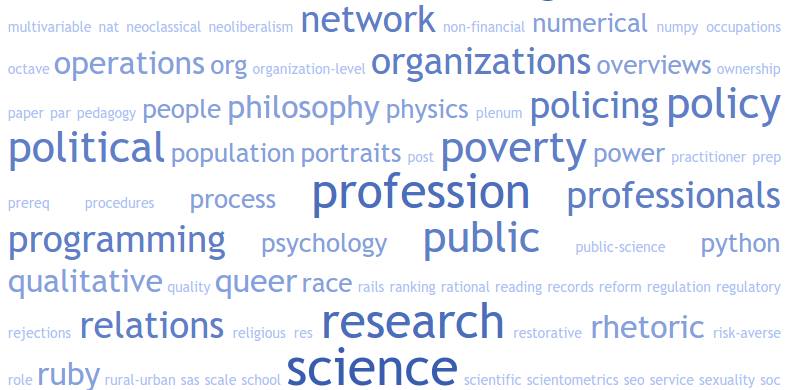 multivariable nat neoclassical neoliberalism network non-financial numerical numpy occupations
octave operations org organization-level organizations overviews ownership
paper par pedagogy people philosophy physics plenum policing policy
political population portraits post poverty power practitioner prep
prereq procedures process profession professionals
programming psychology public public-science python
qualitative quality queer race rails ranking rational reading records reform regulation regulatory
rejections relations religious res research restorative rhetoric risk-averse
role ruby rural-urban sas scale school science scientific scientometrics seo service sexuality soc